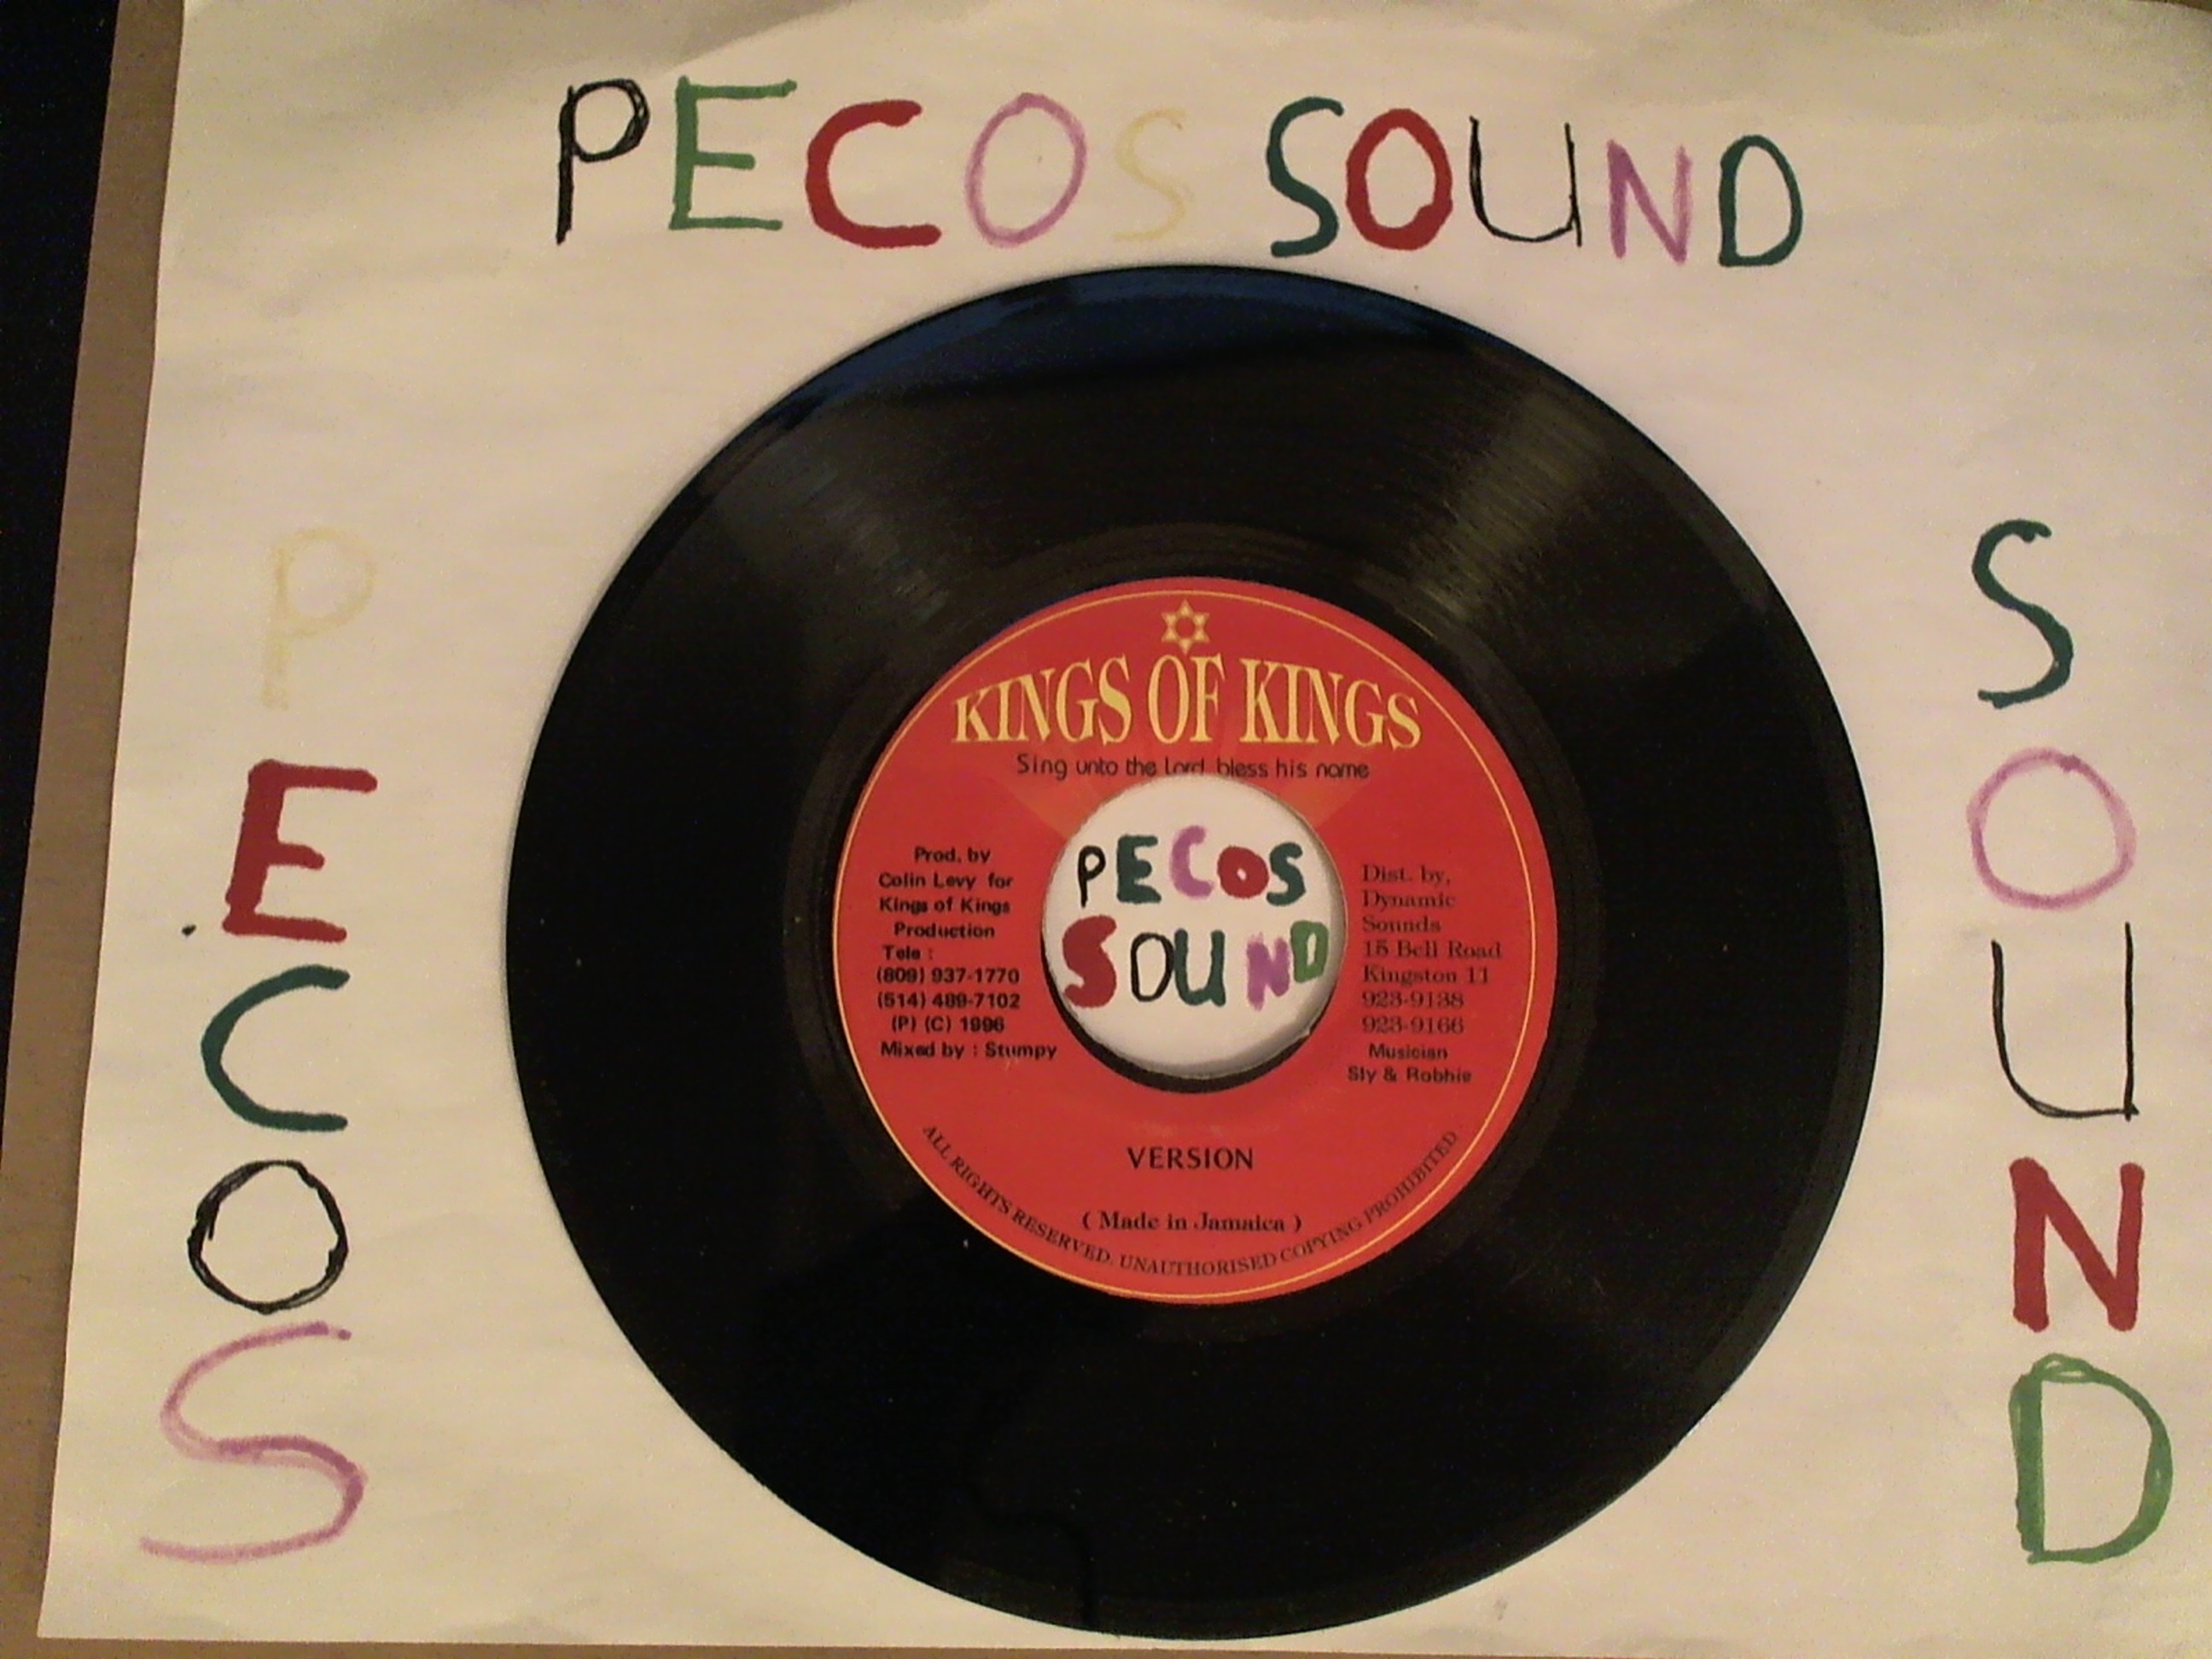 PECOS SOUND
PECOS
SOUND
KINGS OF KINGS
Sing unto the Lord bless his name
Prod. by
Colin Levy for
Kings of Kings
Production
Tele :
(809) 937-1770
(514) 489-7102
(P) (C) 1996
Mixed by : Stumpy
PECOS
SOUND
Dist. by,
Dynamic
Sounds
15 Bell Road
Kingston 11
923-9138
923-9166
Musician
Sly & Robbie
VERSION
( Made in Jamaica )
ALL RIGHTS RESERVED. UNAUTHORISED COPYING PROHIBITED